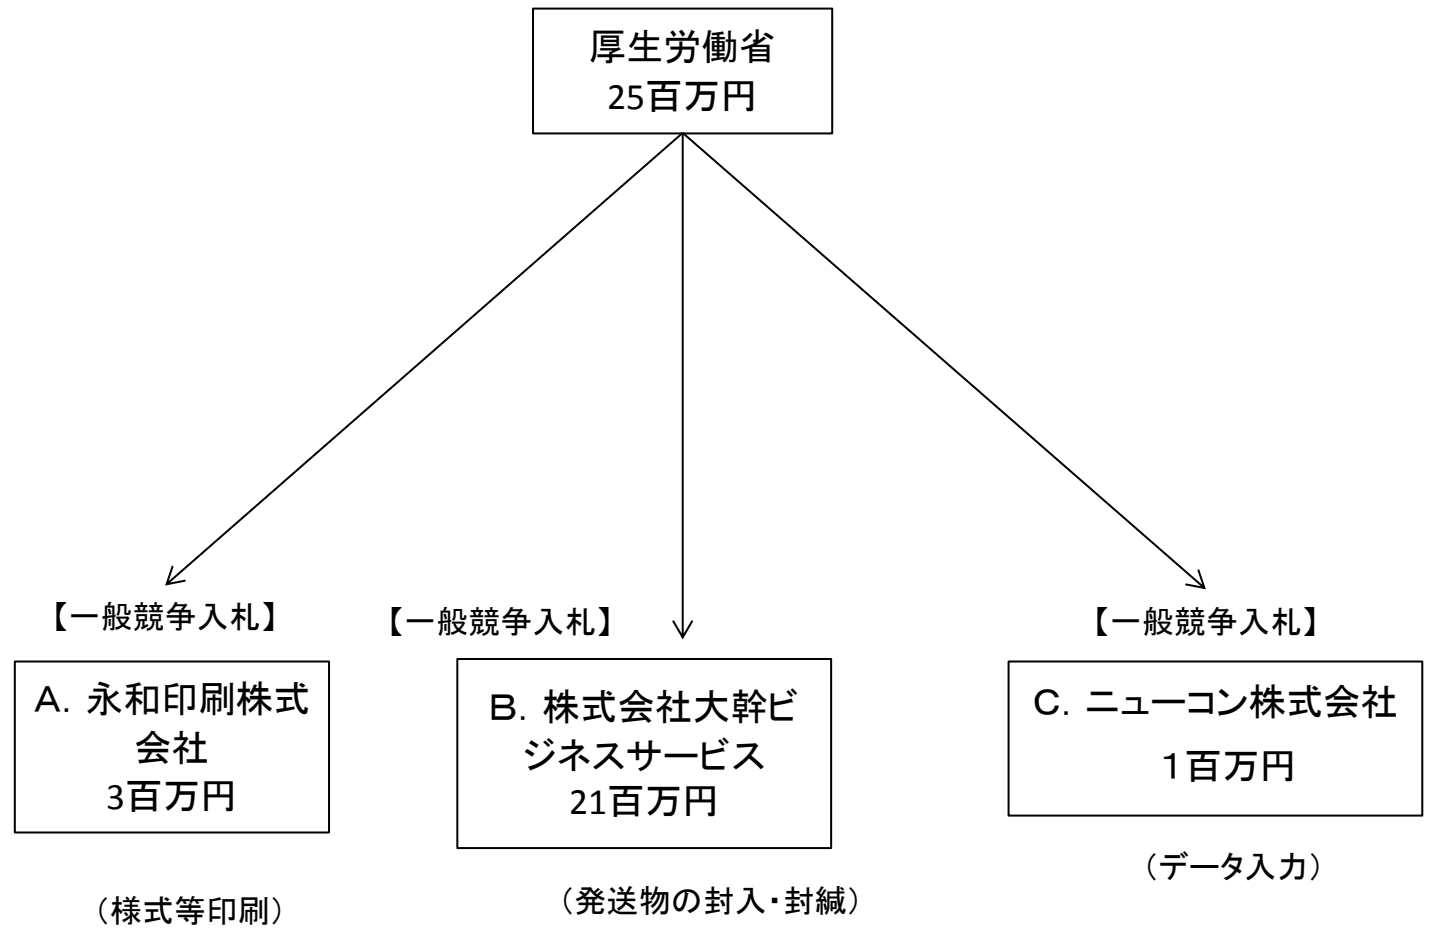 厚生労働省
25百万円
【一般競争入札】
【一般競争入札】
【一般競争入札】
A．永和印刷株式
会社
3百万円
B．株式会社大幹ビ
ジネスサービス
21百万円
C．ニューコン株式会社
1百万円
（様式等印刷）
（発送物の封入・封緘）
（データ入力）